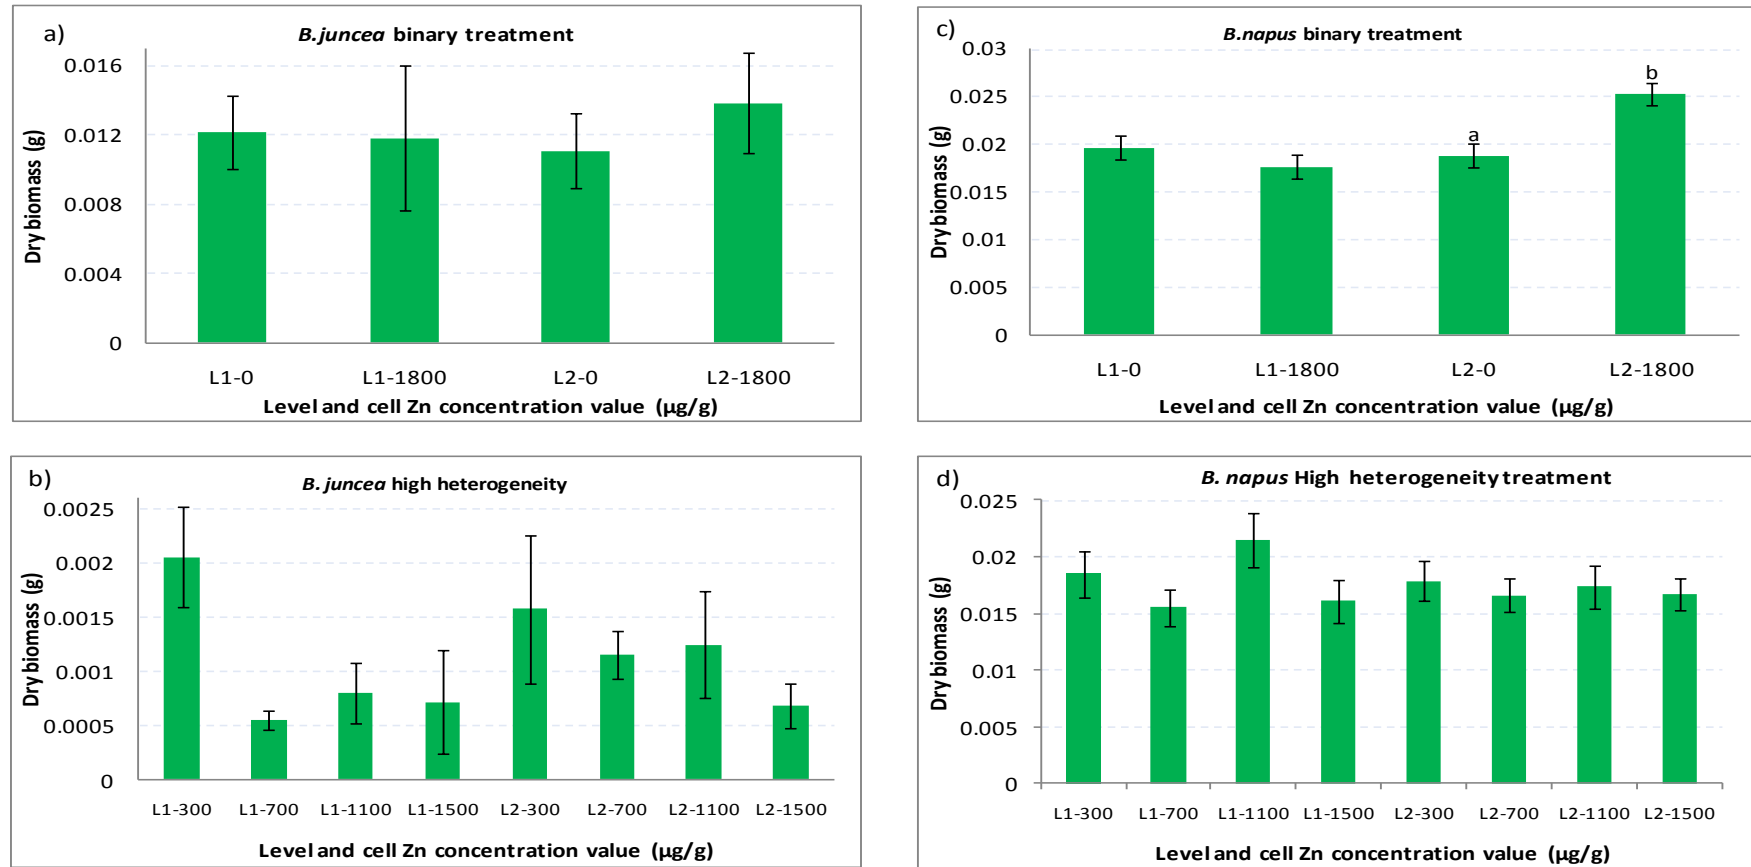 a)
B.juncea binary treatment
Dry biomass (g)
0.016
0.012
0.008
0.004
0
L1-0 L1-1800 L2-0 L2-1800
Level and cell Zn concentration value (µg/g)
c)
B.napus binary treatment
Dry biomass (g)
0.03
0.025
0.02
0.015
0.01
0.005
0
a
b
L1-0 L1-1800 L2-0 L2-1800
Level and cell Zn concentration value (µg/g)
b)
B. juncea high heterogeneity
Dry biomass (g)
0.0025
0.002
0.0015
0.001
0.0005
0
L1-300 L1-700 L1-1100 L1-1500 L2-300 L2-700 L2-1100 L2-1500
Level and cell Zn concentration value (µg/g)
d)
B. napus High heterogeneity treatment
Dry biomass (g)
0.025
0.02
0.015
0.01
0.005
0
L1-300 L1-700 L1-1100 L1-1500 L2-300 L2-700 L2-1100 L2-1500
Level and cell Zn concentration value (µg/g)